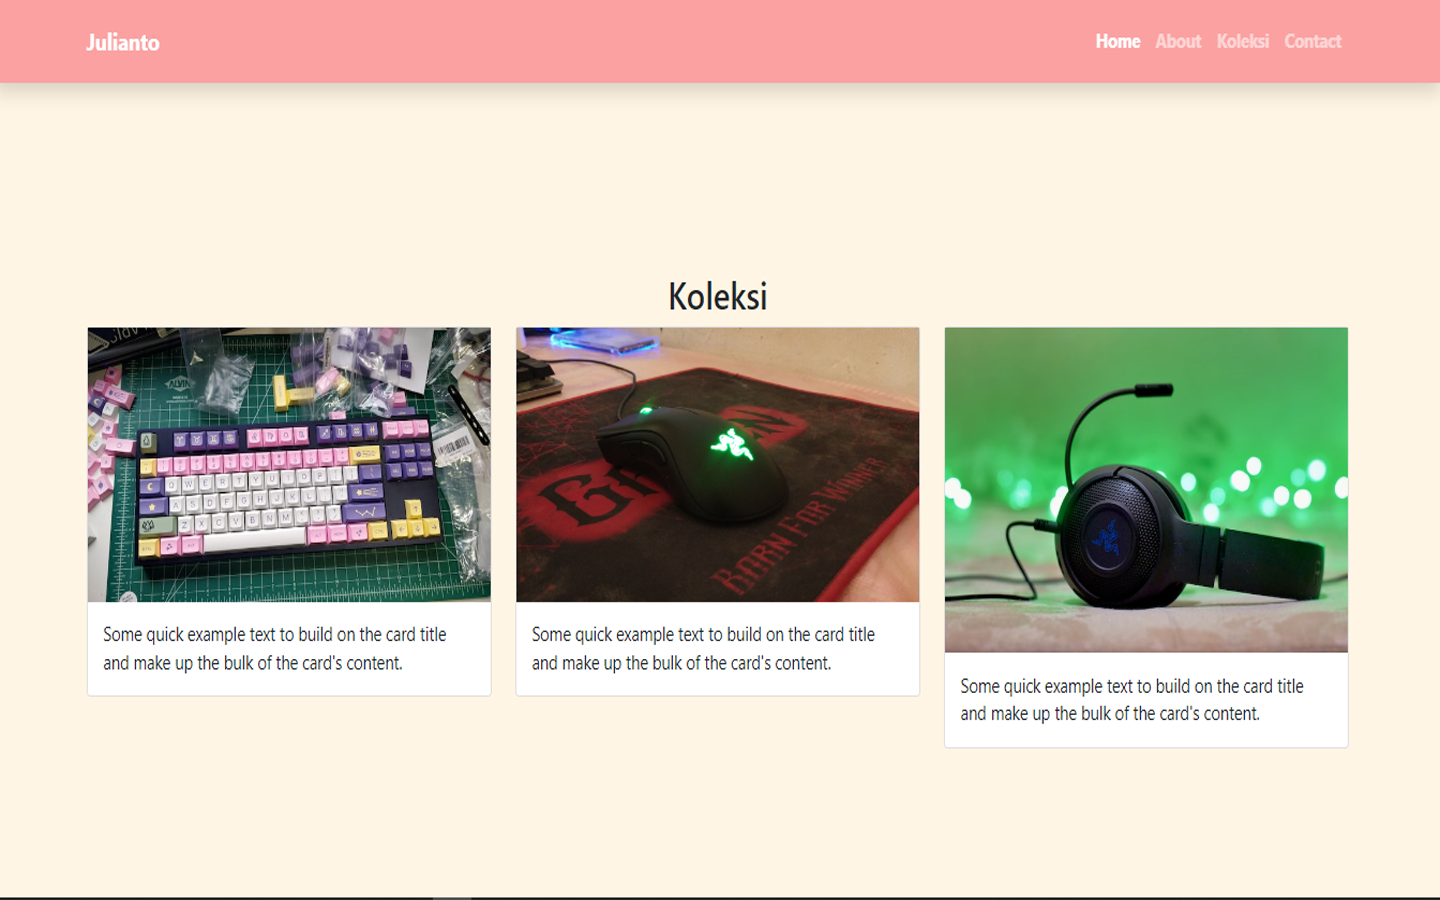 Julianto
Home About Koleksi Contact
Koleksi
ALVIN
BORN FOR WINNER
Some quick example text to build on the card title
and make up the bulk of the card's content.
Some quick example text to build on the card title
and make up the bulk of the card's content.
Some quick example text to build on the card title
and make up the bulk of the card's content.